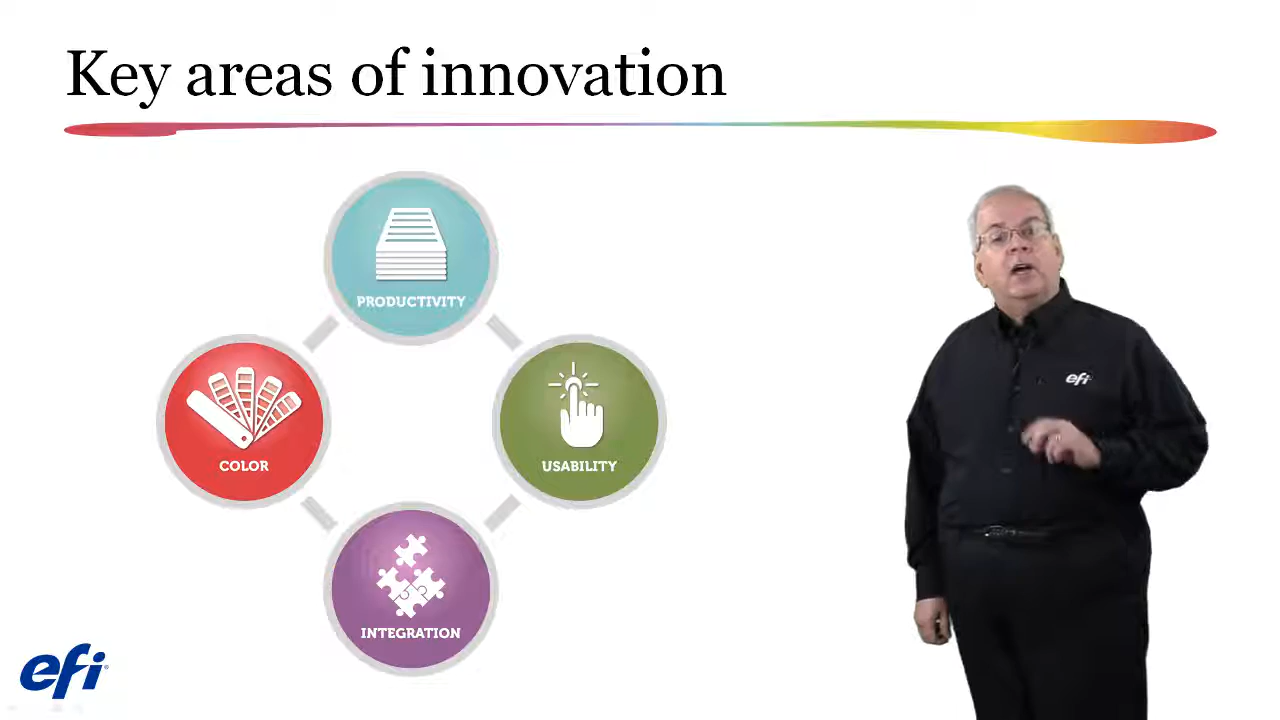 Key areas of innovation
PRODUCTIVITY
COLOR
USABILITY
INTEGRATION
efi
efi